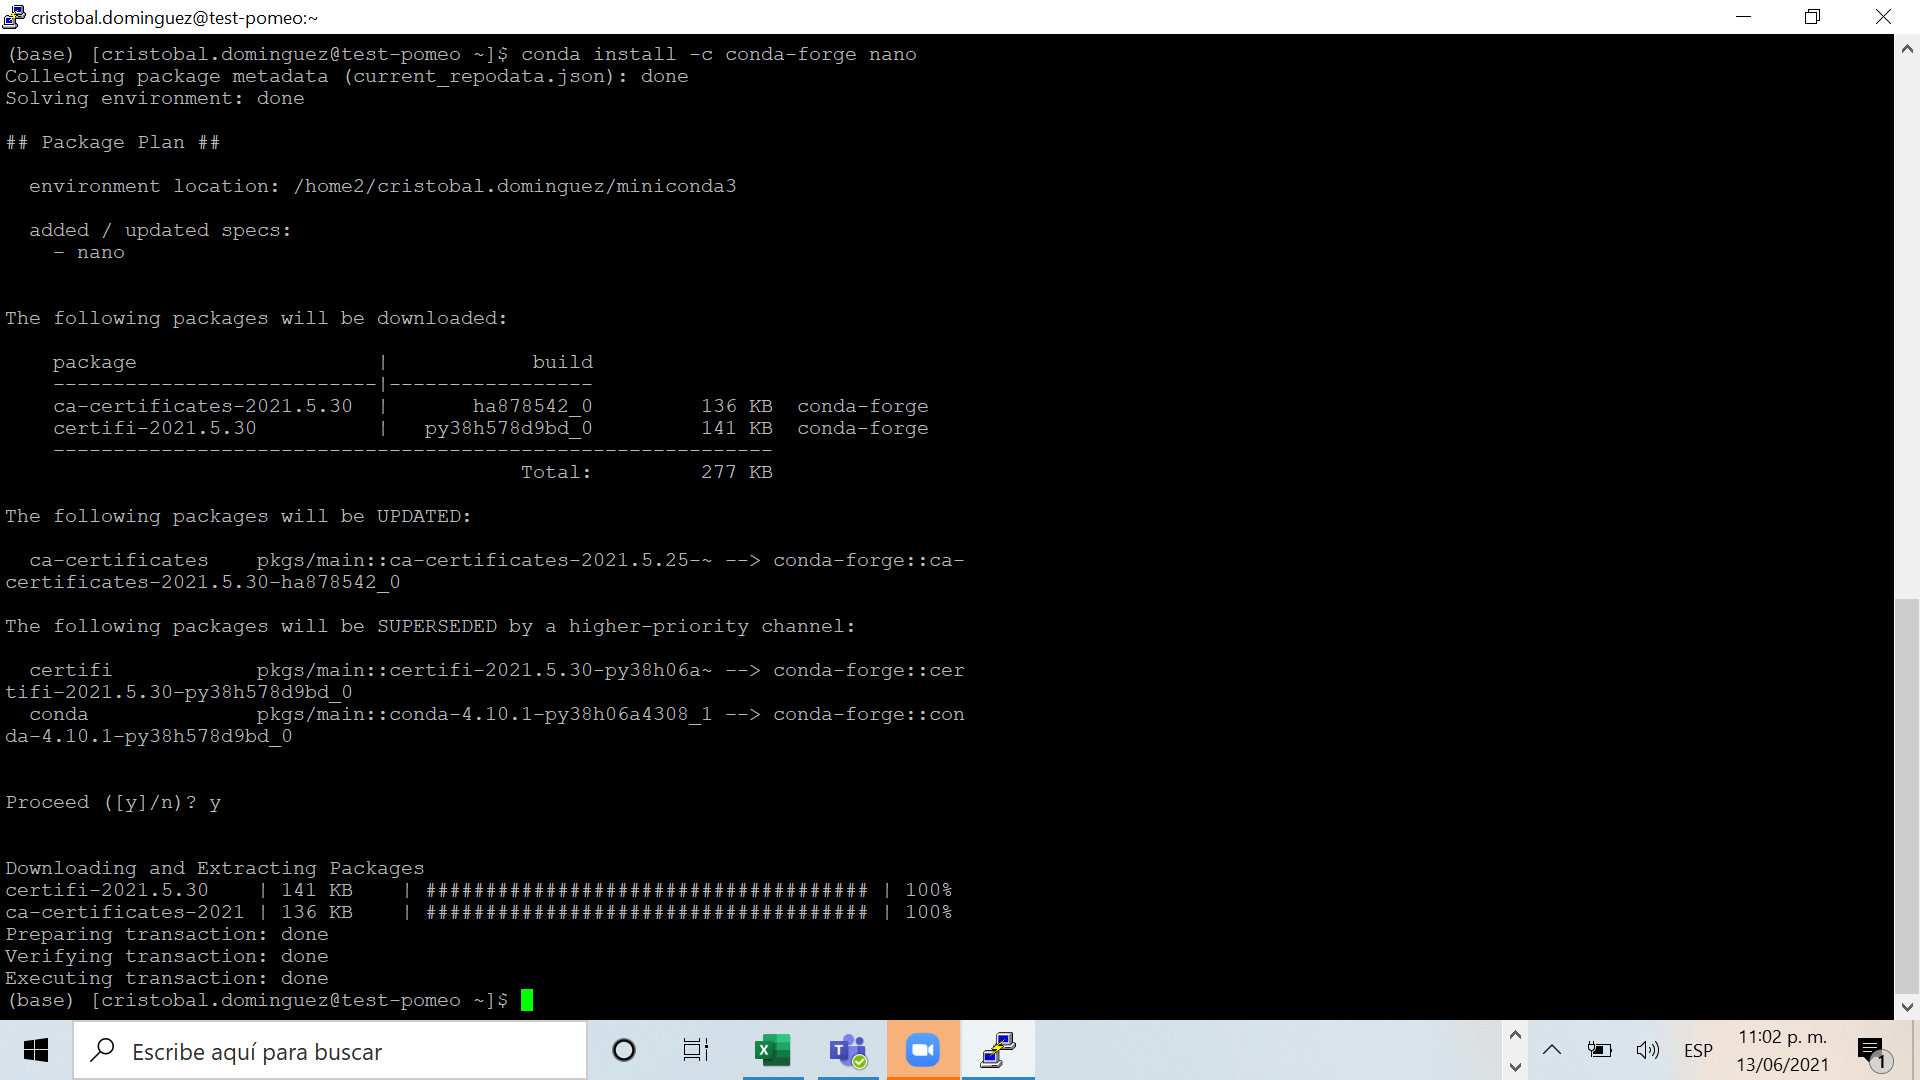 cristobal.dominguez@test-pomeo:~
(base) [cristobal.dominguez@test-pomeo ~]$ conda install -c conda-forge nano
Collecting package metadata (current_repodata.json): done
Solving environment: done
## Package Plan ##
environment location: /home2/cristobal.dominguez/miniconda3
added / updated specs:
- nano
The following packages will be downloaded:
package | build
---------------------------|-----------------
ca-certificates-2021.5.30 | ha878542_0 136 KB conda-forge
certifi-2021.5.30 | py38h578d9bd_0 141 KB conda-forge
------------------------------------------------------------
Total: 277 KB
The following packages will be UPDATED:
ca-certificates pkgs/main::ca-certificates-2021.5.25-~ --> conda-forge::ca-
certificates-2021.5.30-ha878542_0
The following packages will be SUPERSEDED by a higher-priority channel:
certifi pkgs/main::certifi-2021.5.30-py38h06a~ --> conda-forge::cer
tifi-2021.5.30-py38h578d9bd_0
conda pkgs/main::conda-4.10.1-py38h06a4308_1 --> conda-forge::con
da-4.10.1-py38h578d9bd_0
Proceed ([y]/n)? y
Downloading and Extracting Packages
certifi-2021.5.30 | 141 KB | ##################################### | 100%
ca-certificates-2021 | 136 KB | ##################################### | 100%
Preparing transaction: done
Verifying transaction: done
Executing transaction: done
(base) [cristobal.dominguez@test-pomeo ~]$
Escribe aquí para buscar
ESP
11:02 p. m.
13/06/2021
1